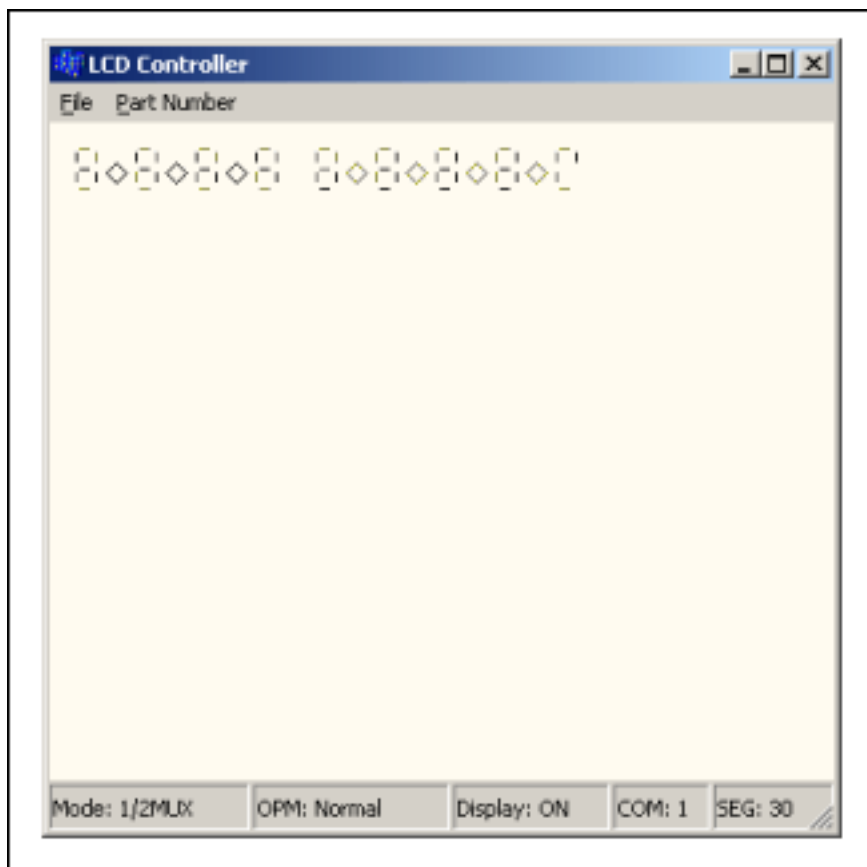 LCD Controller
File Part Number
Mode: 1/2MUX OPM: Normal Display: ON COM: 1 SEG: 30